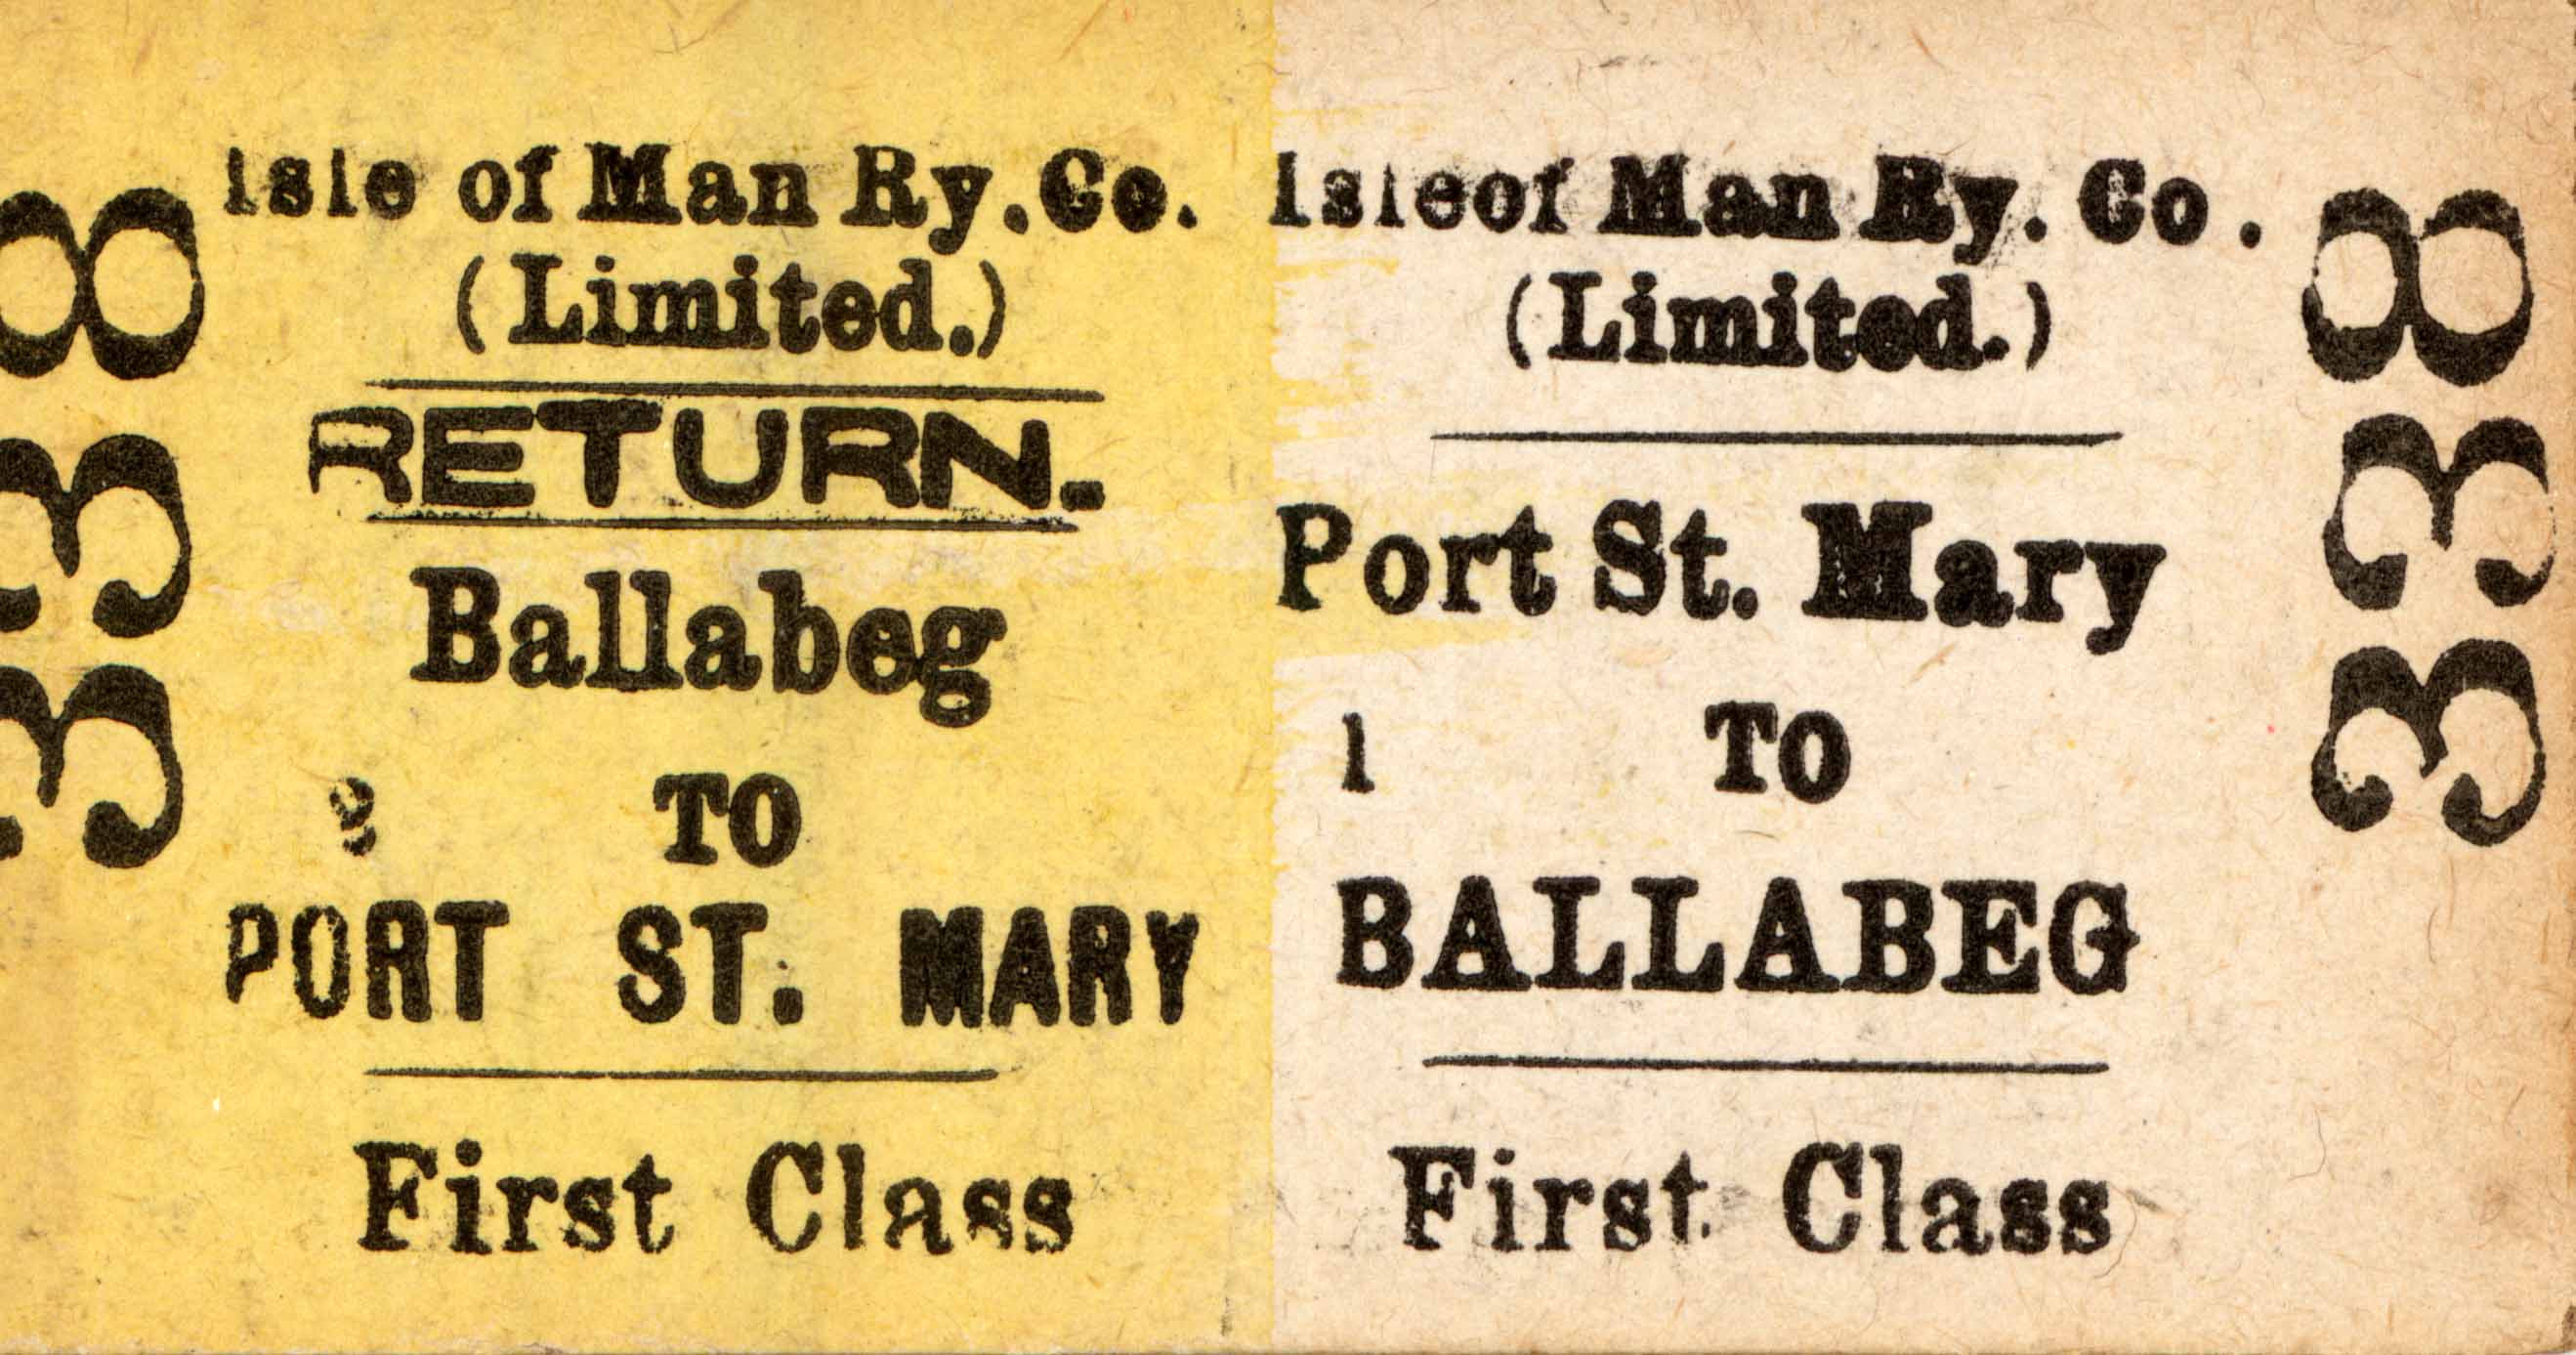 Isle of Man Ry. Co.
(Limited.)
RETURN.
Ballabeg
TO
PORT ST. MARY
First Class
338
Isle of Man Ry. Co.
(Limited.)
Port St. Mary
1 TO
BALLABEG
First Class
338